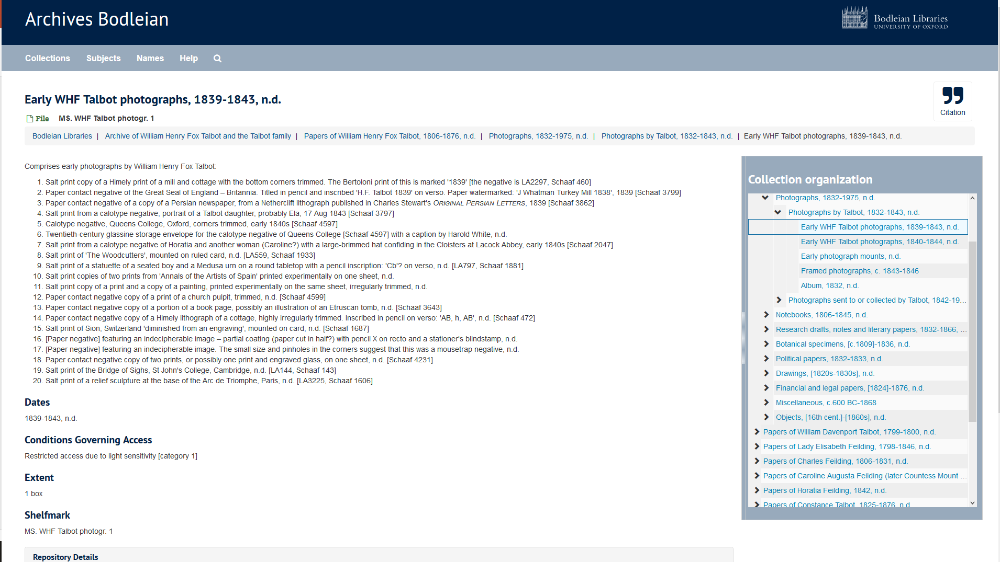 Archives Bodleian
Bodleian Libraries
UNIVERSITY OF OXFORD
Collections Subjects Names Help
Early WHF Talbot photographs, 1839-1843, n.d.
Citation
File MS. WHF Talbot photogr. 1
Bodleian Libraries | Archive of William Henry Fox Talbot and the Talbot family | Papers of William Henry Fox Talbot, 1806-1876, n.d. | Photographs, 1832-1975, n.d. | Photographs by Talbot, 1832-1843, n.d. | Early WHF Talbot photographs, 1839-1843, n.d.
Comprises early photographs by William Henry Fox Talbot:
1. Salt print copy of a Himely print of a mill and cottage with the bottom corners trimmed. The Bertoloni print of this is marked '1839' [the negative is LA2297, Schaaf 460]
2. Paper contact negative of the Great Seal of England – Britannia. Titled in pencil and inscribed 'H.F. Talbot 1839' on verso. Paper watermarked: 'J Whatman Turkey Mill 1838', 1839 [Schaaf 3799]
3. Paper contact negative of a copy of a Persian newspaper, from a Netherclift lithograph published in Charles Stewart's ORIGINAL PERSIAN LETTERS, 1839 [Schaaf 3862]
4. Salt print from a calotype negative, portrait of a Talbot daughter, probably Ela, 17 Aug 1843 [Schaaf 3797]
5. Calotype negative, Queens College, Oxford, corners trimmed, early 1840s [Schaaf 4597]
6. Twentieth-century glassine storage envelope for the calotype negative of Queens College [Schaaf 4597] with a caption by Harold White, n.d.
7. Salt print from a calotype negative of Horatia and another woman (Caroline?) with a large-brimmed hat confiding in the Cloisters at Lacock Abbey, early 1840s [Schaaf 2047]
8. Salt print of 'The Woodcutters', mounted on ruled card, n.d. [LA559, Schaaf 1933]
9. Salt print of a statuette of a seated boy and a Medusa urn on a round tabletop with a pencil inscription: 'Cb'? on verso, n.d. [LA797, Schaaf 1881]
10. Salt print copies of two prints from 'Annals of the Artists of Spain' printed experimentally on one sheet, n.d.
11. Salt print copy of a print and a copy of a painting, printed experimentally on the same sheet, irregularly trimmed, n.d.
12. Paper contact negative copy of a print of a church pulpit, trimmed, n.d. [Schaaf 4599]
13. Paper contact negative copy of a portion of a book page, possibly an illustration of an Etruscan tomb, n.d. [Schaaf 3643]
14. Paper contact negative copy of a Himely lithograph of a cottage, highly irregularly trimmed. Inscribed in pencil on verso: 'AB, h, AB', n.d. [Schaaf 472]
15. Salt print of Sion, Switzerland 'diminished from an engraving', mounted on card, n.d. [Schaaf 1687]
16. [Paper negative] featuring an indecipherable image – partial coating (paper cut in half?) with pencil X on recto and a stationer's blindstamp, n.d.
17. [Paper negative] featuring an indecipherable image. The small size and pinholes in the corners suggest that this was a mousetrap negative, n.d.
18. Paper contact negative copy of two prints, or possibly one print and engraved glass, on one sheet, n.d. [Schaaf 4231]
19. Salt print of the Bridge of Sighs, St John's College, Cambridge, n.d. [LA144, Schaaf 143]
20. Salt print of a relief sculpture at the base of the Arc de Triomphe, Paris, n.d. [LA3225, Schaaf 1606]
Dates
1839-1843, n.d.
Conditions Governing Access
Restricted access due to light sensitivity [category 1]
Extent
1 box
Shelfmark
MS. WHF Talbot photogr. 1
Repository Details
Collection organization
Photographs, 1832-1975, n.d.
Photographs by Talbot, 1832-1843, n.d.
Early WHF Talbot photographs, 1839-1843, n.d.
Early WHF Talbot photographs, 1840-1844, n.d.
Early photograph mounts, n.d.
Framed photographs, c. 1843-1846
Album, 1832, n.d.
Photographs sent to or collected by Talbot, 1842-19...
Notebooks, 1806-1845, n.d.
Research drafts, notes and literary papers, 1832-1866, ...
Botanical specimens, [c.1809]-1836, n.d.
Political papers, 1832-1833, n.d.
Drawings, [1820s-1830s], n.d.
Financial and legal papers, [1824]-1876, n.d.
Miscellaneous, c.600 BC-1868
Objects, [16th cent.]-[1860s], n.d.
Papers of William Davenport Talbot, 1799-1800, n.d.
Papers of Lady Elisabeth Feilding, 1798-1846, n.d.
Papers of Charles Feilding, 1806-1831, n.d.
Papers of Caroline Augusta Feilding (later Countess Mount ...
Papers of Horatia Feilding, 1842, n.d.
Papers of Constance Talbot, 1825-1876, n.d.